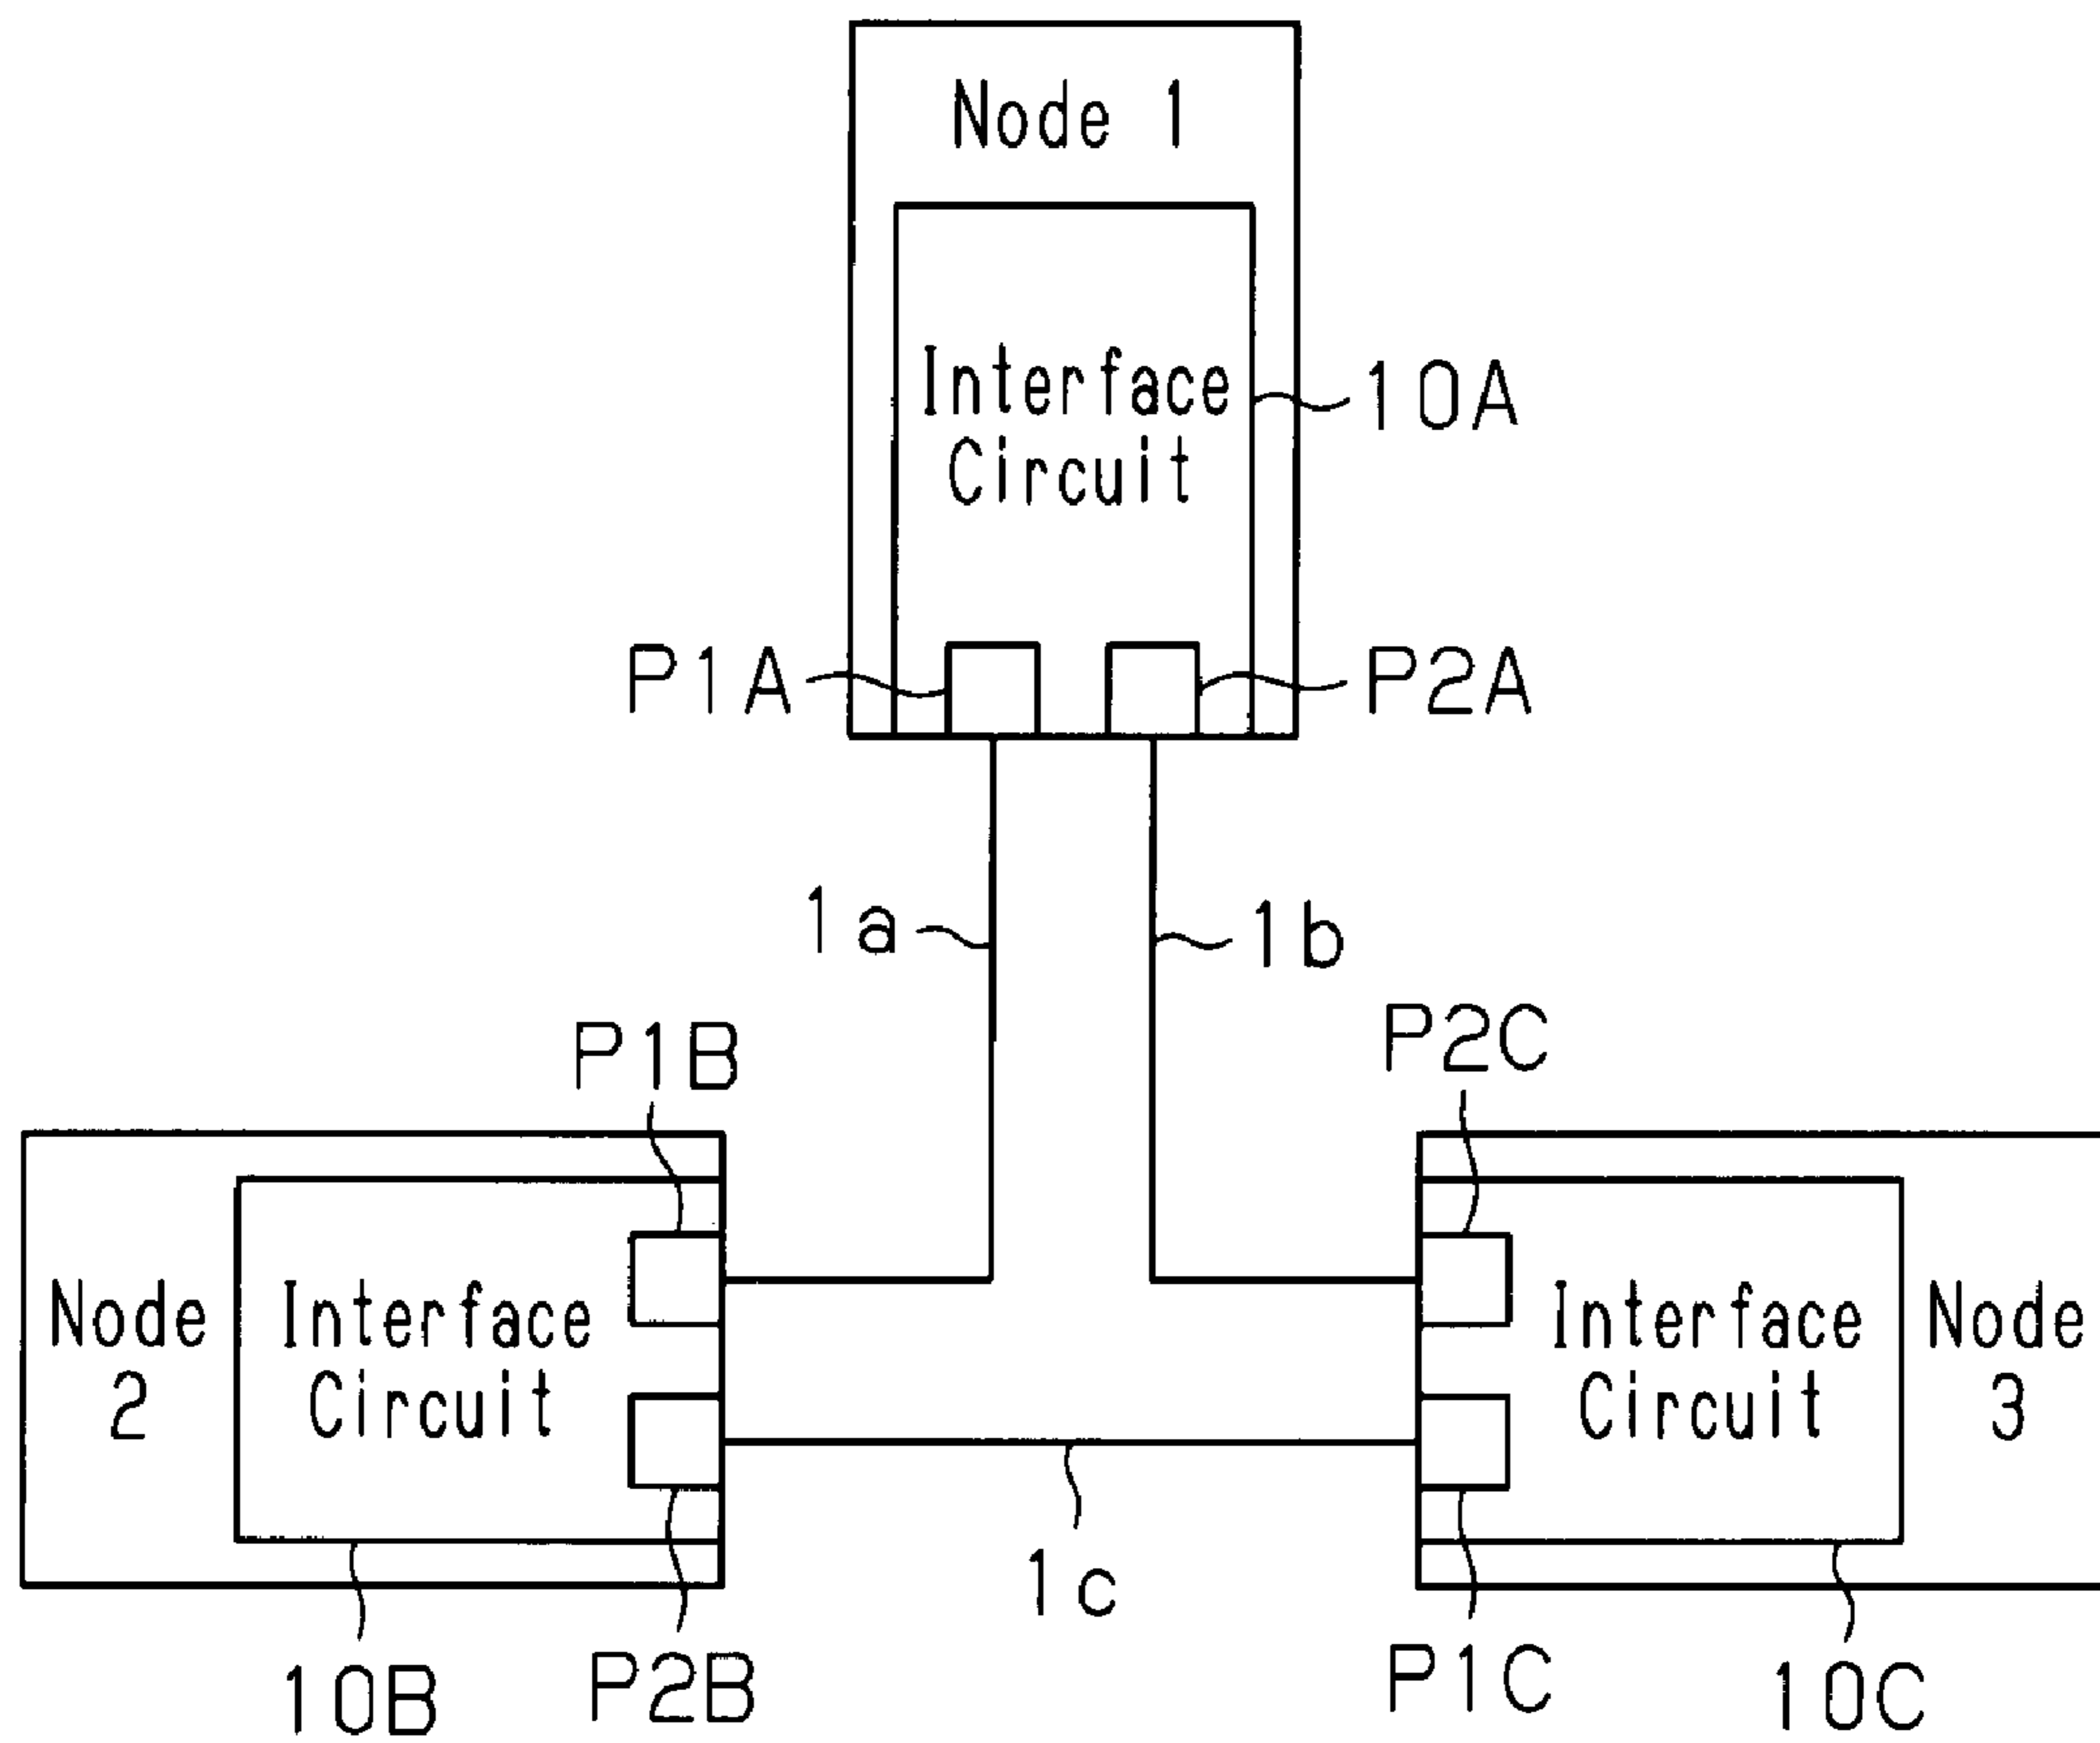 Node 1
Interface
Circuit
10A
P1A
P2A
1a
1b
P1B
P2C
Node
2
Interface
Circuit
Interface
Circuit
Node
3
1c
10B
P2B
P1C
10C